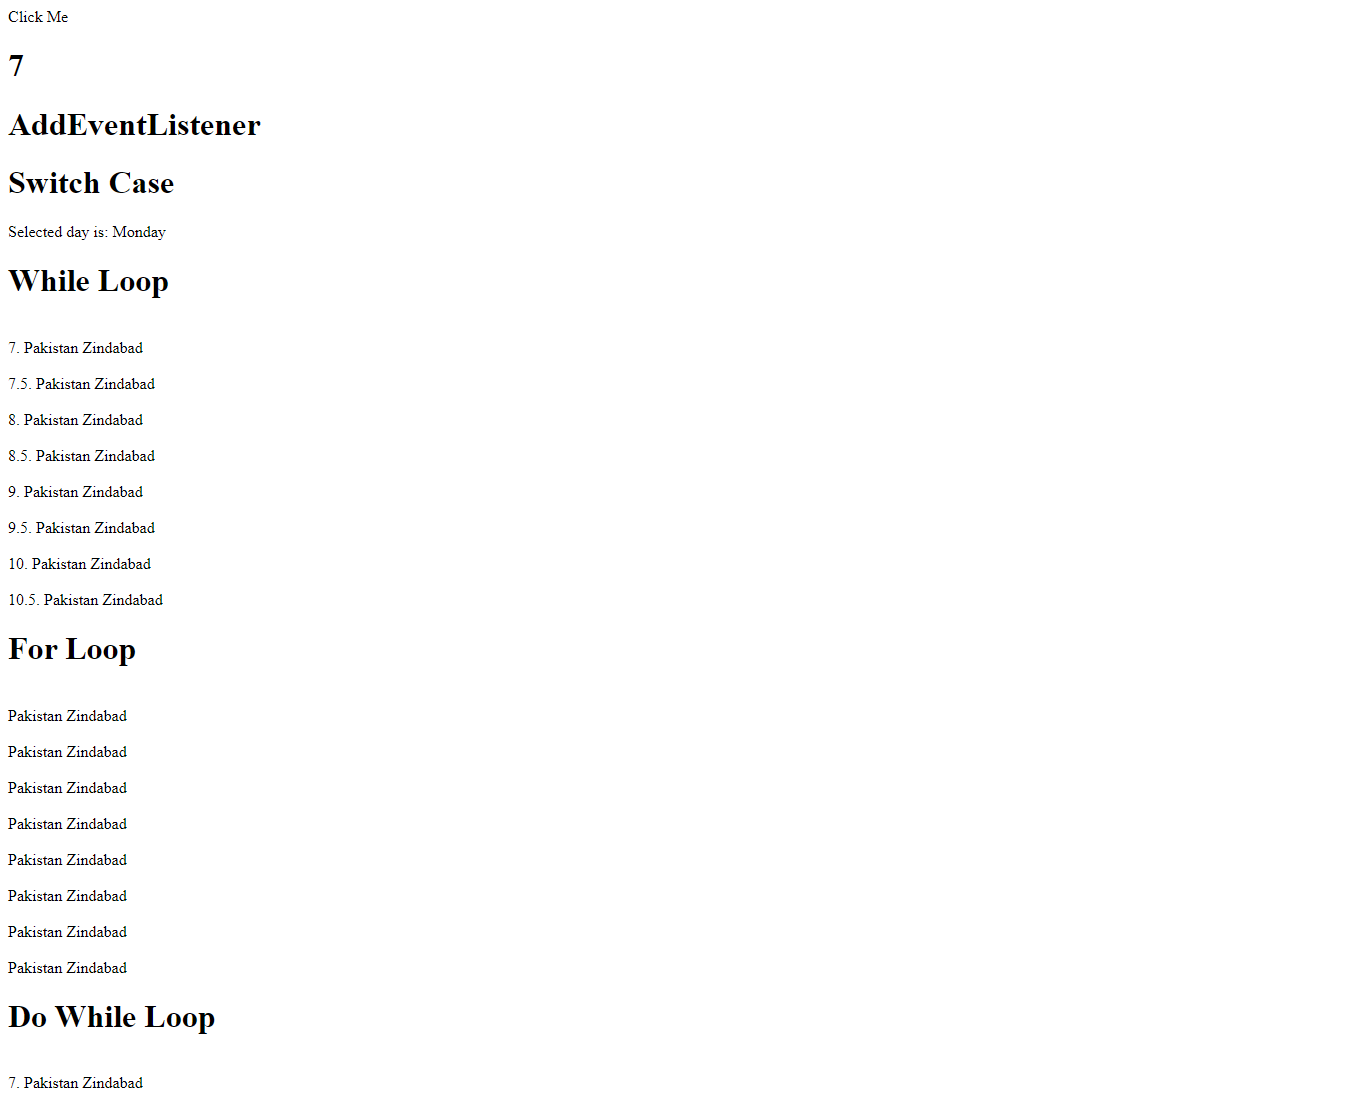 Click Me
7
AddEventListener
Switch Case
Selected day is: Monday
While Loop
7. Pakistan Zindabad
7.5. Pakistan Zindabad
8. Pakistan Zindabad
8.5. Pakistan Zindabad
9. Pakistan Zindabad
9.5. Pakistan Zindabad
10. Pakistan Zindabad
10.5. Pakistan Zindabad
For Loop
Pakistan Zindabad
Pakistan Zindabad
Pakistan Zindabad
Pakistan Zindabad
Pakistan Zindabad
Pakistan Zindabad
Pakistan Zindabad
Pakistan Zindabad
Do While Loop
7. Pakistan Zindabad